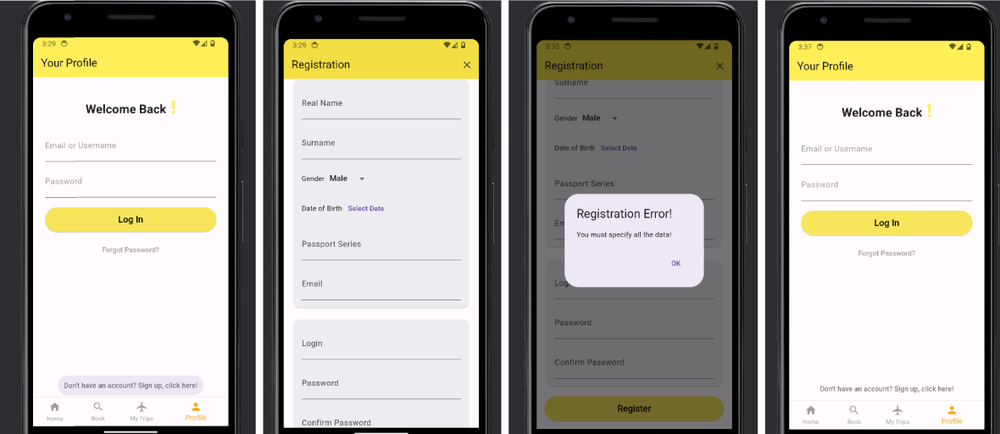 3:29
Your Profile
Welcome Back !
Email or Username
Password
Log In
Forgot Password?
Don't have an account? Sign up, click here!
Home Book My Trips Profile
3:29
Registration
Real Name
Surname
Gender Male
Date of Birth Select Date
Passport Series
Email
Login
Password
Confirm Password
3:35
Registration
Surname
Gender Male
Date of Birth Select Date
Passport Series
Registration Error!
You must specify all the data!
OK
Password
Confirm Password
Register
3:37
Your Profile
Welcome Back !
Email or Username
Password
Log In
Forgot Password?
Don't have an account? Sign up, click here!
Home Book My Trips Profile